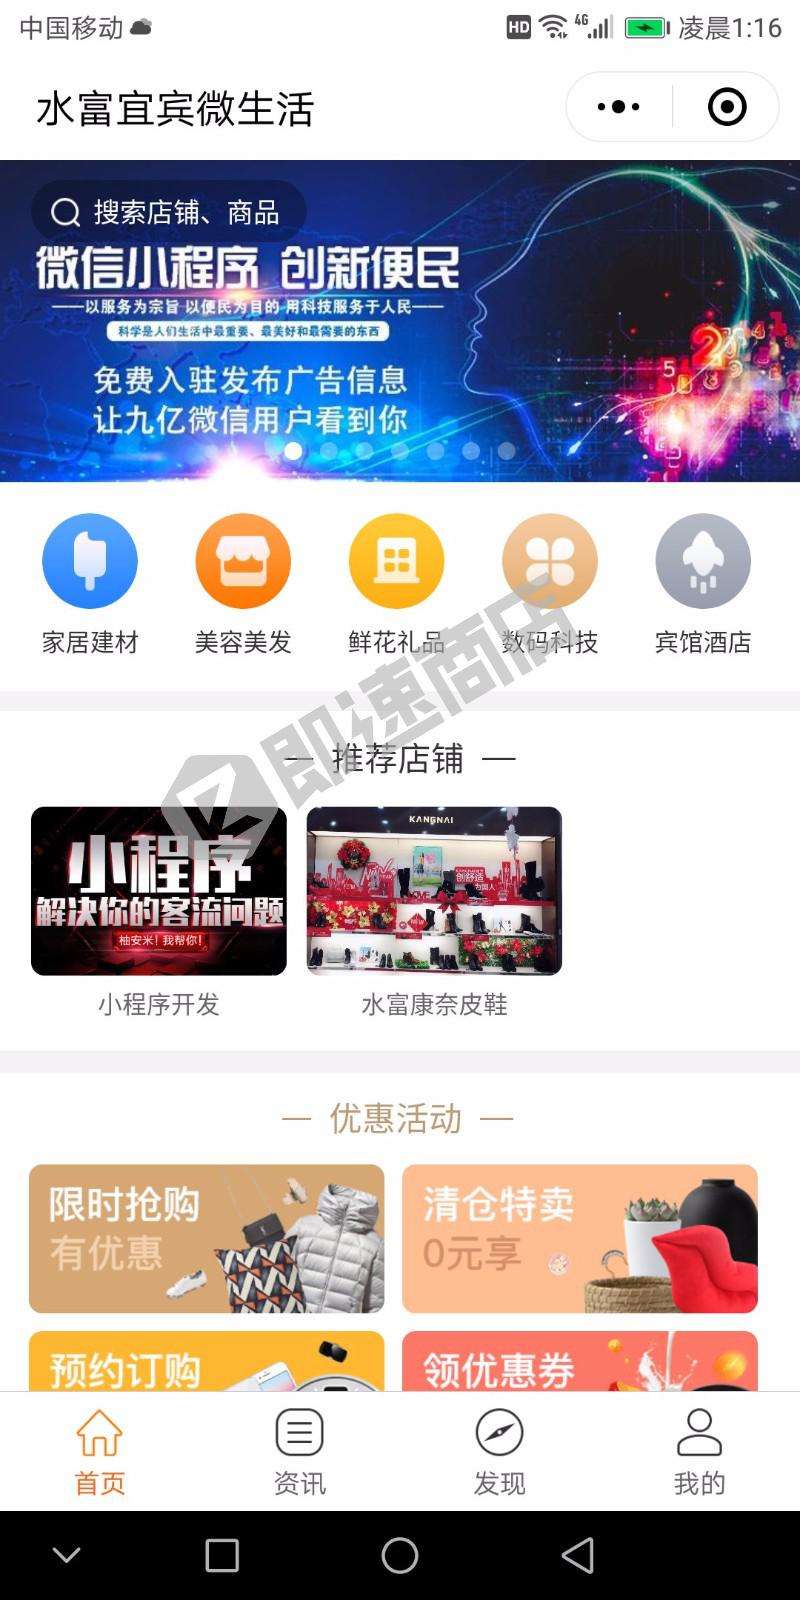 中国移动 HD 4G 凌晨1:16
水富宜宾微生活
搜索店铺、商品
微信小程序 创新便民
——以服务为宗旨 以便民为目的 用科技服务于人民——
科学是人们生活中最重要、最美好和最需要的东西
免费入驻发布广告信息
让九亿微信用户看到你
家居建材 美容美发 鲜花礼品 数码科技 宾馆酒店
即速商店
— 推荐店铺 —
小程序
解决你的客流问题
柚安米！我帮你！
KANGNAI
创舒适
为国人
小程序开发 水富康奈皮鞋
— 优惠活动 —
限时抢购 清仓特卖
有优惠 0元享
预约订购 领优惠券
首页 资讯 发现 我的